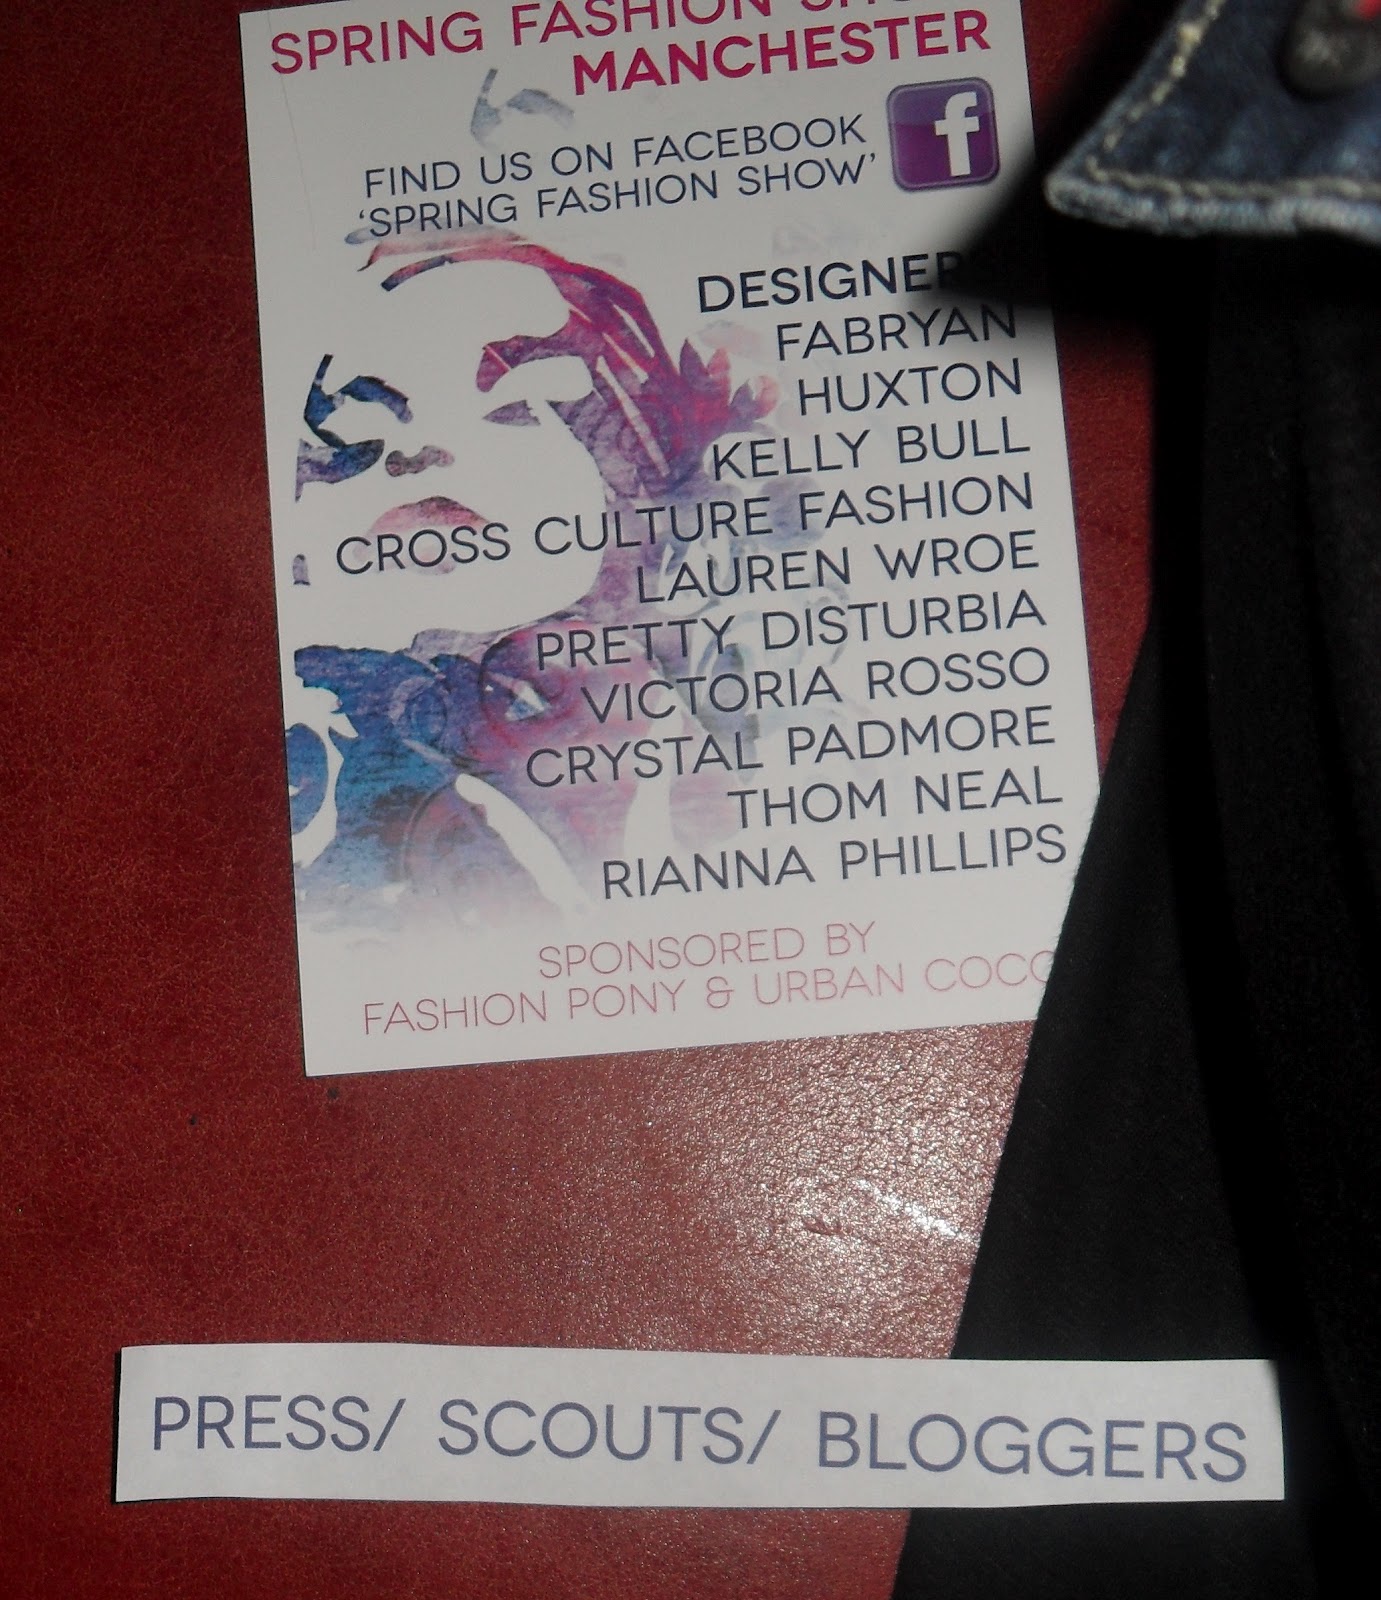 SPRING FASHION
MANCHESTER
FIND US ON FACEBOOK
'SPRING FASHION SHOW'
f
DESIGNERS
FABRYAN
HUXTON
KELLY BULL
CROSS CULTURE FASHION
LAUREN WROE
PRETTY DISTURBIA
VICTORIA ROSSO
CRYSTAL PADMORE
THOM NEAL
RIANNA PHILLIPS
SPONSORED BY
FASHION PONY & URBAN COCO
PRESS/ SCOUTS/ BLOGGERS